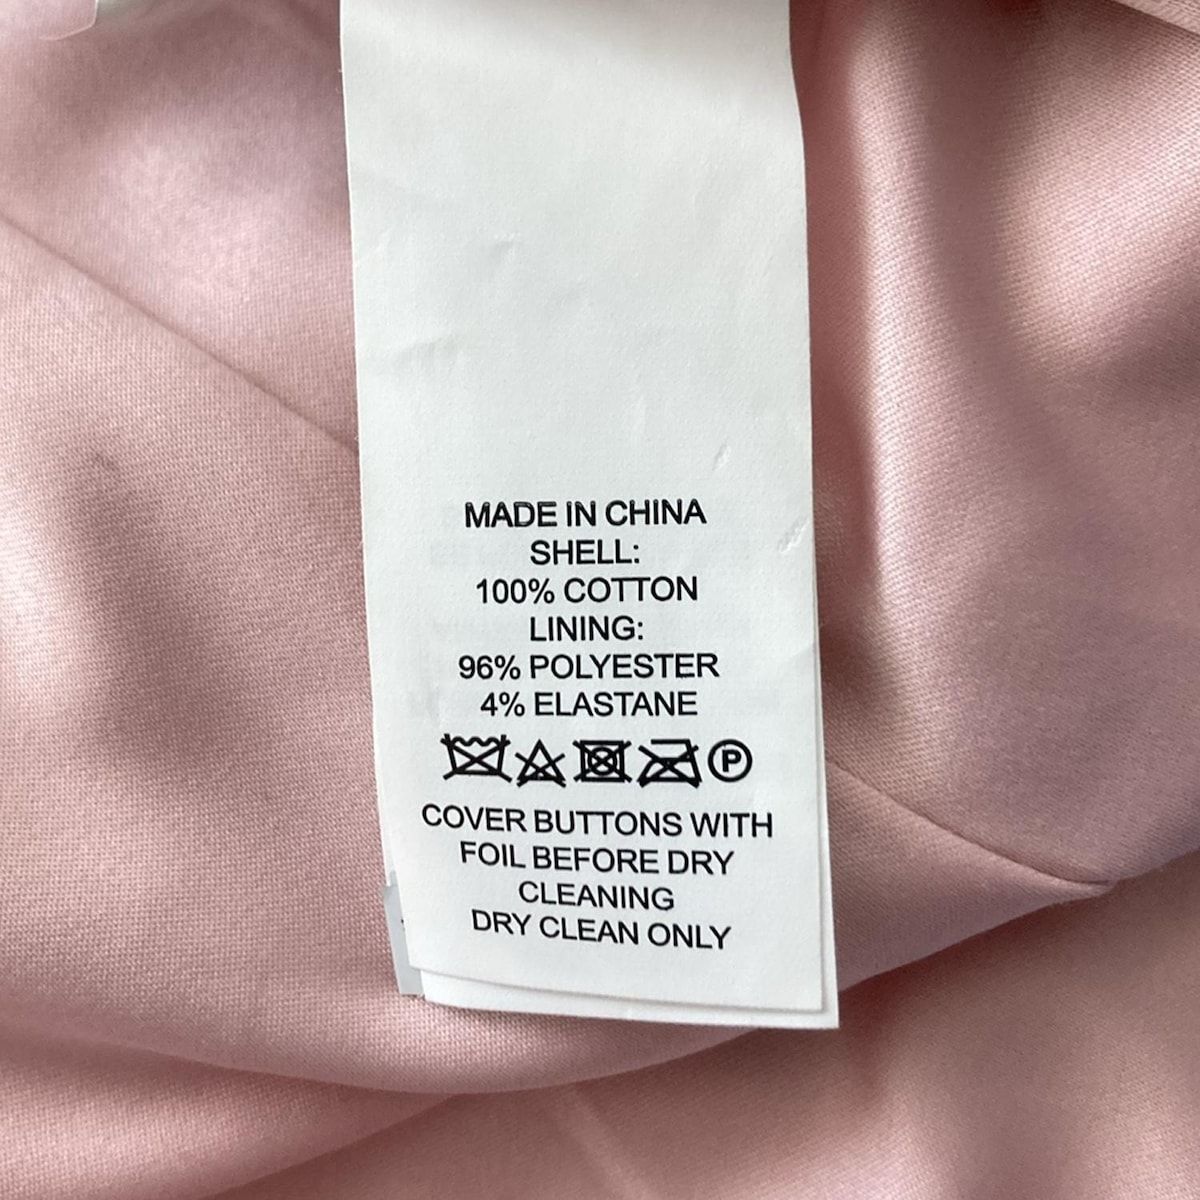 MADE IN CHINA
SHELL:
100% COTTON
LINING:
96% POLYESTER
4% ELASTANE
P
COVER BUTTONS WITH
FOIL BEFORE DRY
CLEANING
DRY CLEAN ONLY